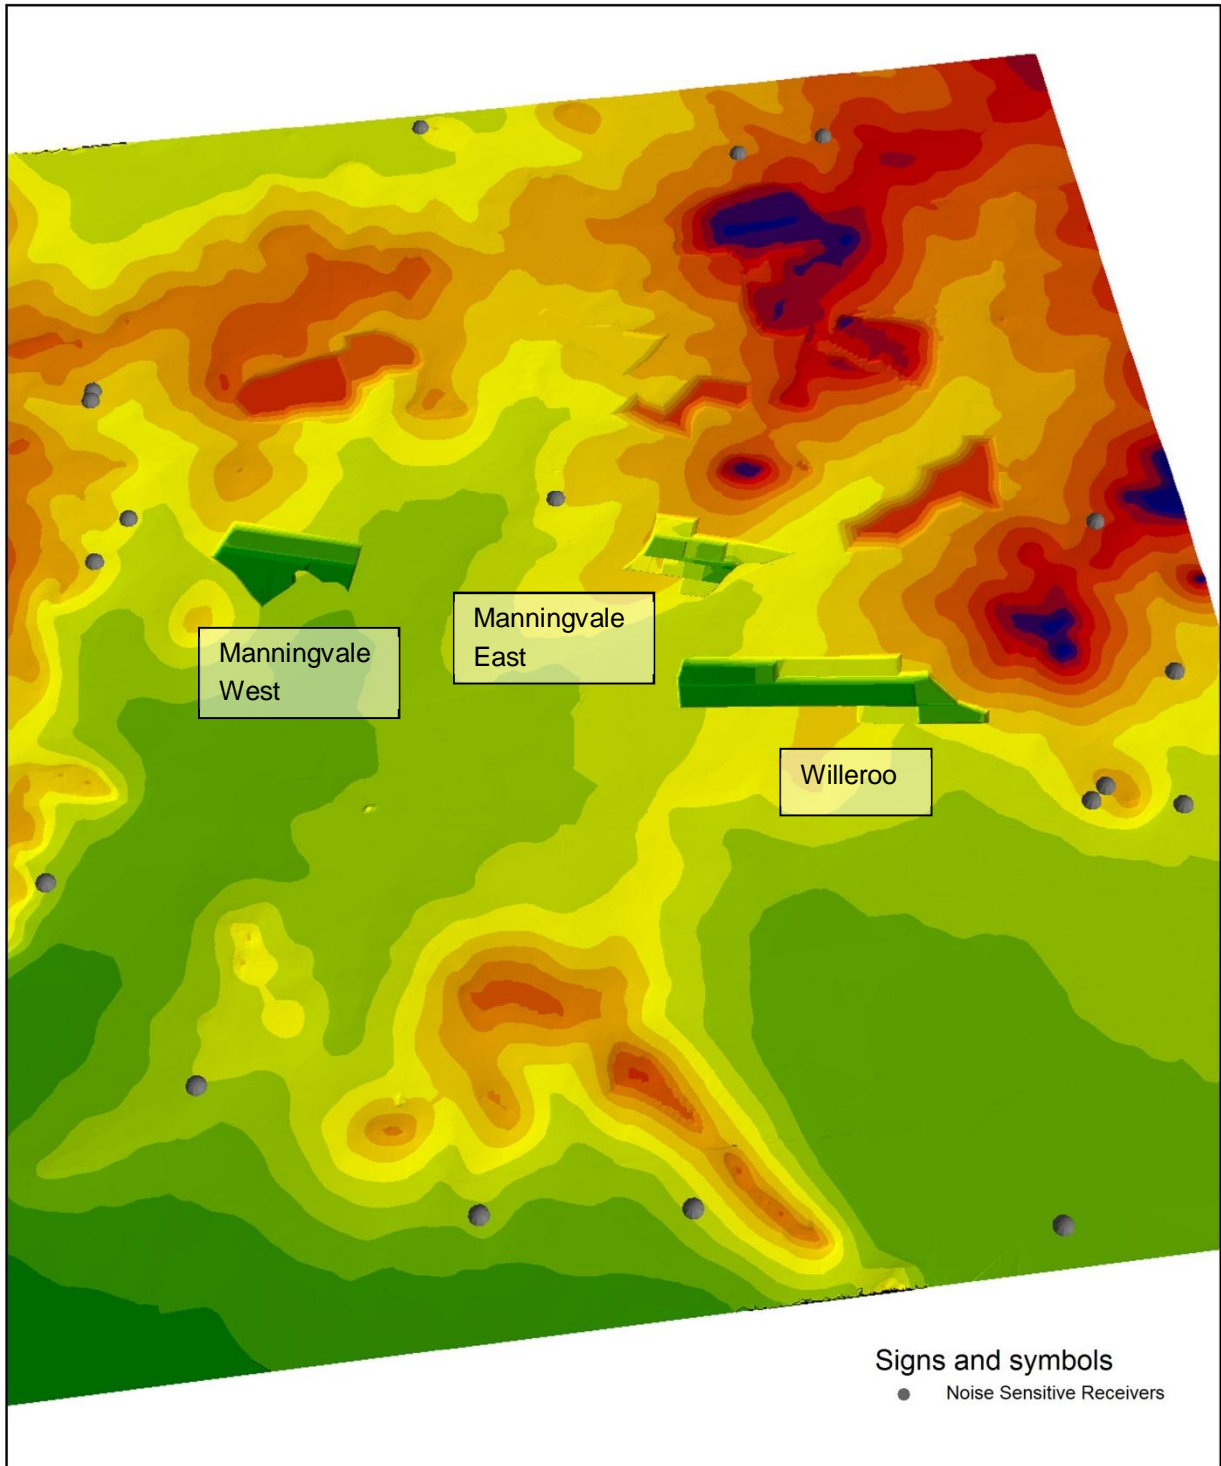 Manningvale
East
Manningvale
West
Willeroo
Signs and symbols
Noise Sensitive Receivers